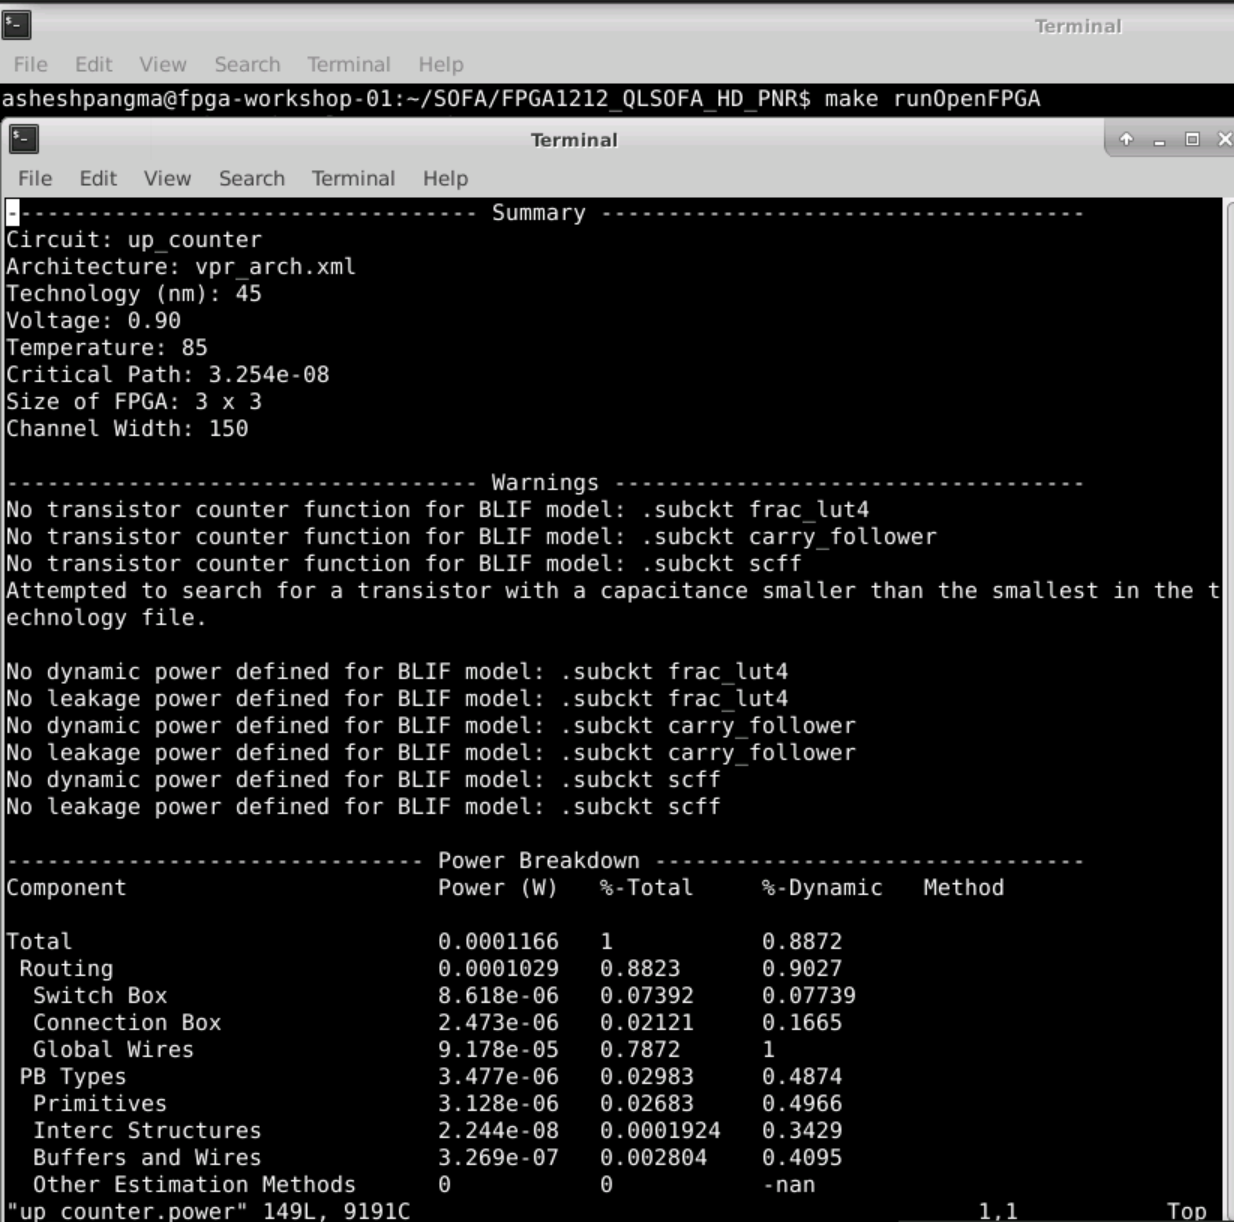 Terminal
File Edit View Search Terminal Help
asheshpangma@fpga-workshop-01:~/SOFA/FPGA1212_QLSOFA_HD_PNR$ make runOpenFPGA
Terminal
File Edit View Search Terminal Help
----------------------------------- Summary ------------------------------------
Circuit: up_counter
Architecture: vpr_arch.xml
Technology (nm): 45
Voltage: 0.90
Temperature: 85
Critical Path: 3.254e-08
Size of FPGA: 3 x 3
Channel Width: 150
----------------------------------- Warnings -----------------------------------
No transistor counter function for BLIF model: .subckt frac_lut4
No transistor counter function for BLIF model: .subckt carry_follower
No transistor counter function for BLIF model: .subckt scff
Attempted to search for a transistor with a capacitance smaller than the smallest in the t
echnology file.
No dynamic power defined for BLIF model: .subckt frac_lut4
No leakage power defined for BLIF model: .subckt frac_lut4
No dynamic power defined for BLIF model: .subckt carry_follower
No leakage power defined for BLIF model: .subckt carry_follower
No dynamic power defined for BLIF model: .subckt scff
No leakage power defined for BLIF model: .subckt scff
------------------------------- Power Breakdown --------------------------------
Component Power (W) %-Total %-Dynamic Method
Total 0.0001166 1 0.8872
Routing 0.0001029 0.8823 0.9027
Switch Box 8.618e-06 0.07392 0.07739
Connection Box 2.473e-06 0.02121 0.1665
Global Wires 9.178e-05 0.7872 1
PB Types 3.477e-06 0.02983 0.4874
Primitives 3.128e-06 0.02683 0.4966
Interc Structures 2.244e-08 0.0001924 0.3429
Buffers and Wires 3.269e-07 0.002804 0.4095
Other Estimation Methods 0 0 -nan
"up_counter.power" 149L, 9191C 1,1 Top